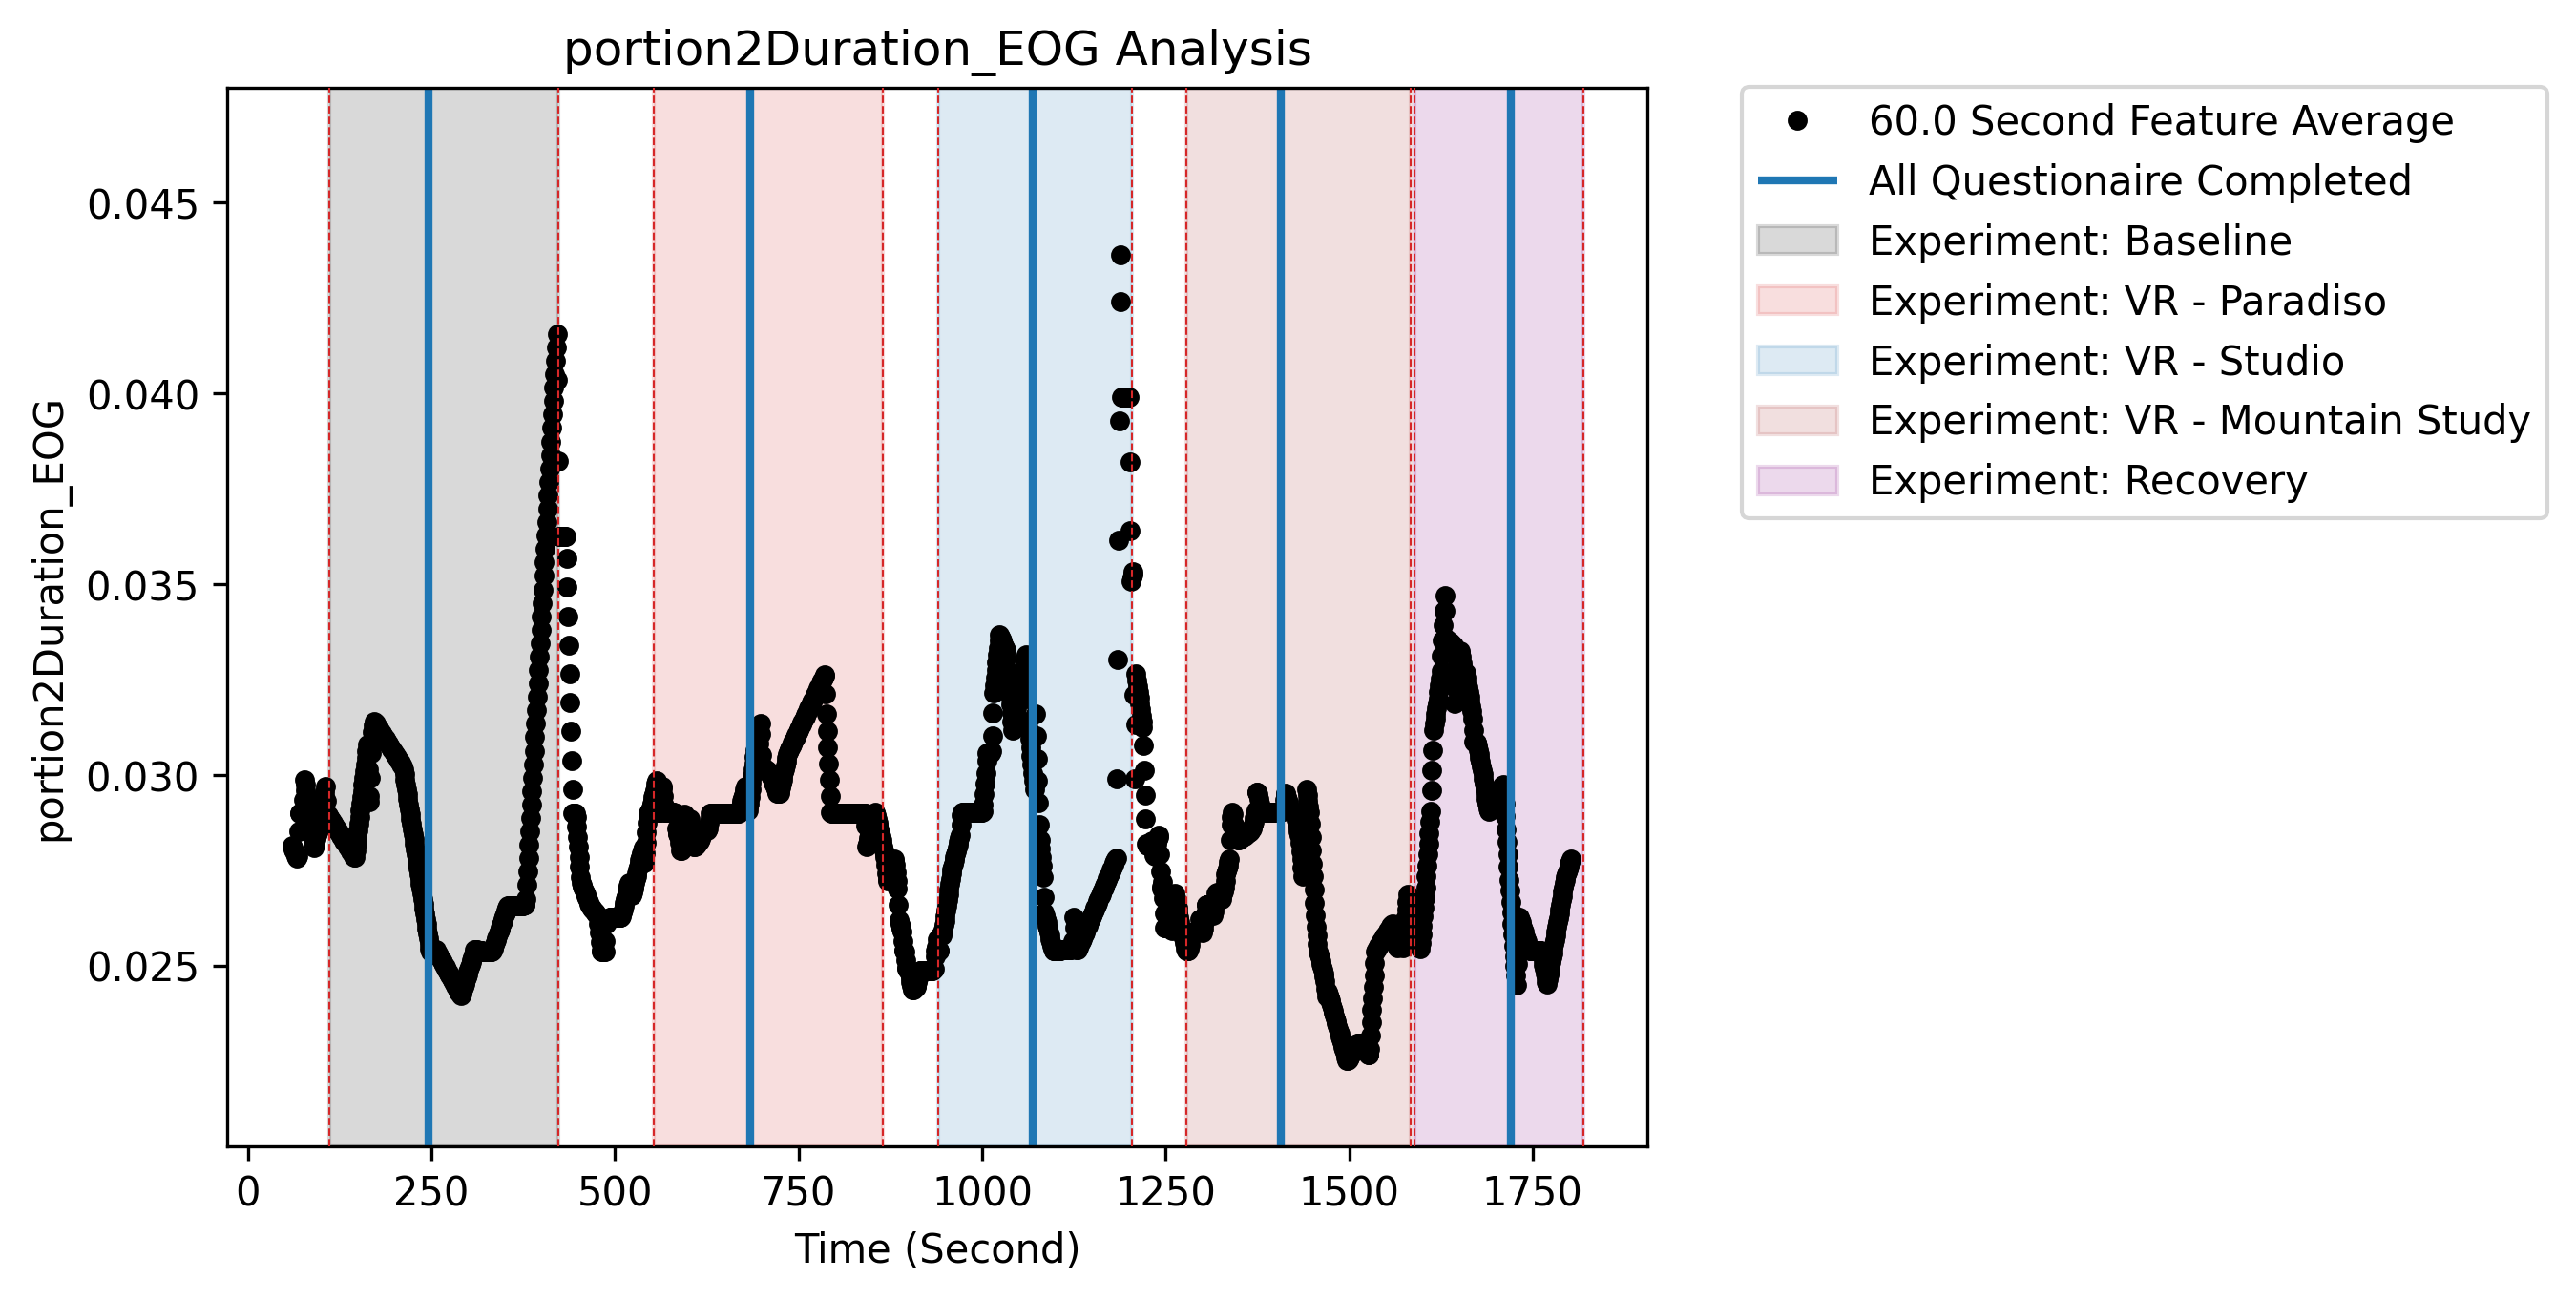 portion2Duration_EOG Analysis
0.045
0.040
0.035
0.030
0.025
portion2Duration_EOG
0 250 500 750 1000 1250 1500 1750
Time (Second)
60.0 Second Feature Average
All Questionaire Completed
Experiment: Baseline
Experiment: VR - Paradiso
Experiment: VR - Studio
Experiment: VR - Mountain Study
Experiment: Recovery